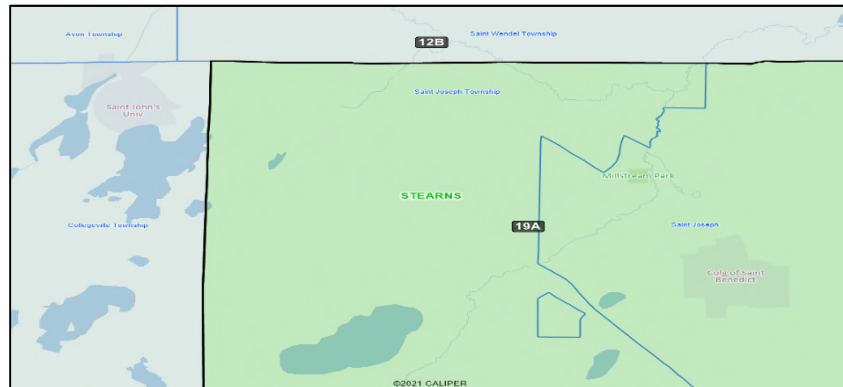 Avon Township
Saint Wendel Township
12B
Saint Joseph Township
Saint John's
Univ
Millstream Park
STEARNS
Collegeville Township
19A
Saint Joseph
Colg of Saint
Benedict
©2021 CALIPER